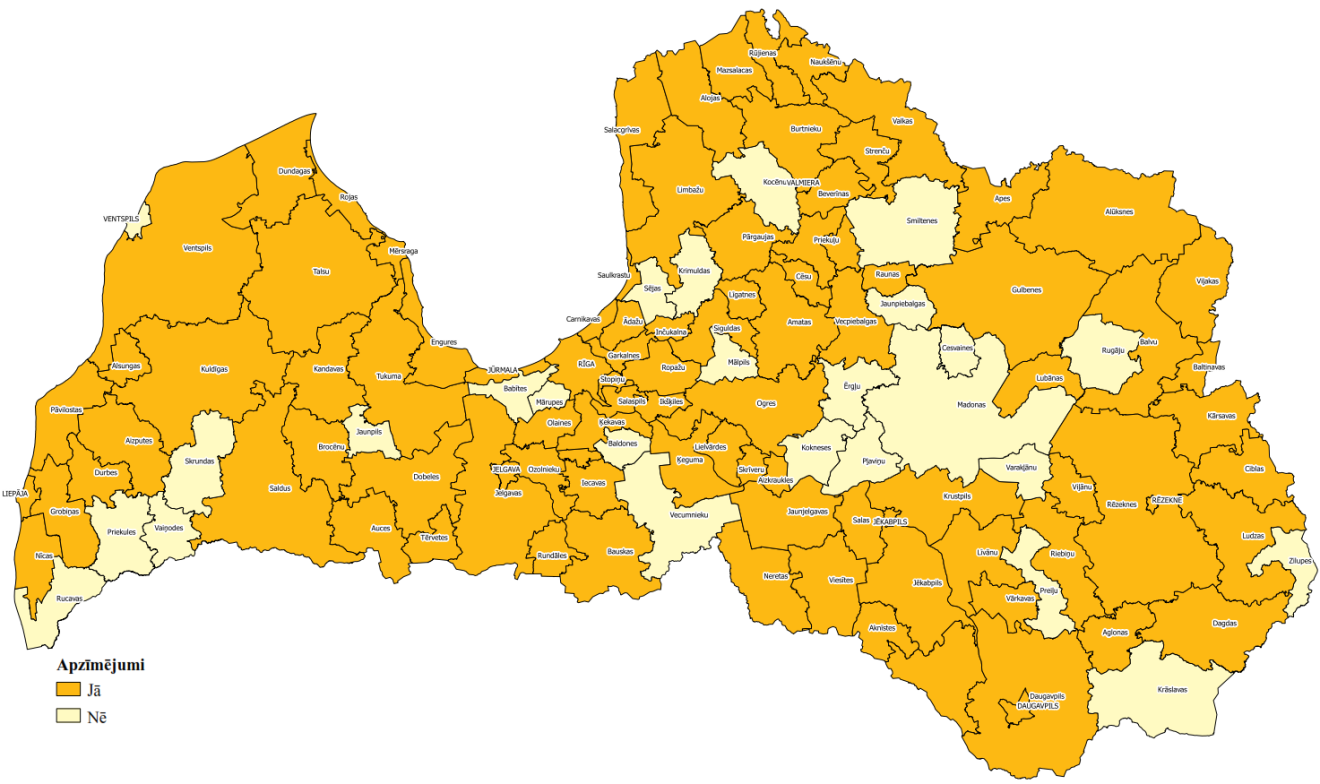 Rūjienas
Naukšēnu
Mazsalacas
Alojas
Valkas
Salacgrīvas
Burtnieku
Strenču
Dundagas
Kocēnu
VALMIERA
Limbažu
Beverīnas
Rojas
Apes
Alūksnes
VENTSPILS
Smiltenes
Ventspils
Pārgaujas
Priekuļu
Mērsraga
Talsu
Saulkrastu
Krimuldas
Cēsu
Raunas
Vijakas
Sējas
Līgatnes
Gulbenes
Jaunpiebalgas
Carnikavas
Ādažu
Inčukalna
Siguldas
Amatas
Vecpiebalgas
Engures
Rugāju
Balvu
Cesvaines
Garkalnes
Alsungas
Kuldīgas
Kandavas
Tukuma
JŪRMALA
RĪGA
Ropažu
Mālpils
Baltinavas
Stopiņu
Lubānas
Babītes
Ērgļu
Mārupes
Salaspils
Ikšķiles
Ogres
Madonas
Pāvilostas
Kārsavas
Olaines
Ķekavas
Jaunpils
Aizputes
Baldones
Lielvārdes
Brocēnu
Kokneses
Ķeguma
Pļaviņu
Skrundas
Varakļānu
Durbes
JELGAVA
Ozolnieku
Skrīveru
Ciblas
Dobeles
Aizkraukles
Iecavas
Saldus
Viļānu
LIEPĀJA
Jelgavas
Krustpils
RĒZEKNE
Rēzeknes
Grobiņas
Jaunjelgavas
Vecumnieku
Salas
JĒKABPILS
Auces
Vaiņodes
Priekules
Ludzas
Tērvetes
Līvānu
Riebiņu
Nīcas
Rundāles
Bauskas
Zilupes
Neretas
Viesītes
Jēkabpils
Preiļu
Rucavas
Vārkavas
Dagdas
Aknīstes
Aglonas
Apzīmējumi
Jā
Krāslavas
Daugavpils
DAUGAVPILS
Nē